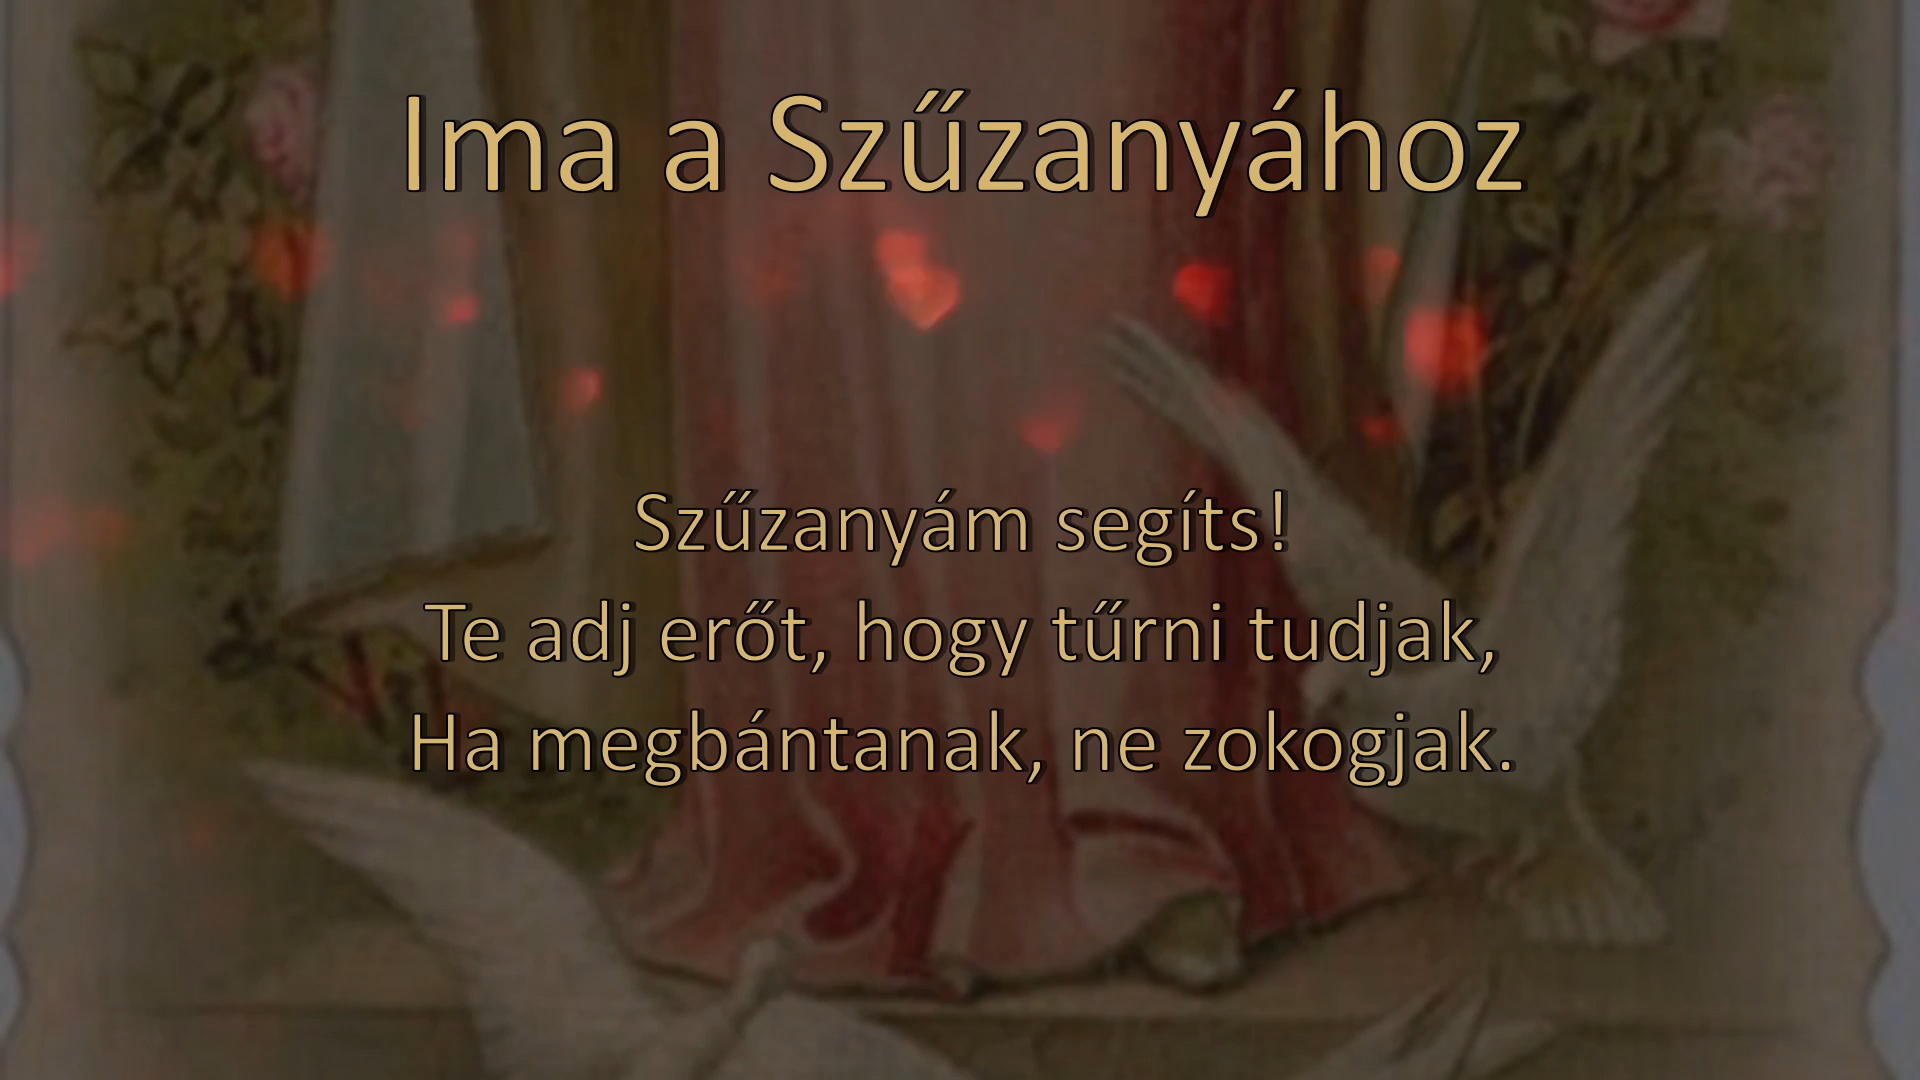 Ima a Szűzanyához
Szűzanyám segíts!
Te adj erőt, hogy tűrni tudjak,
Ha megbántanak, ne zokogjak.